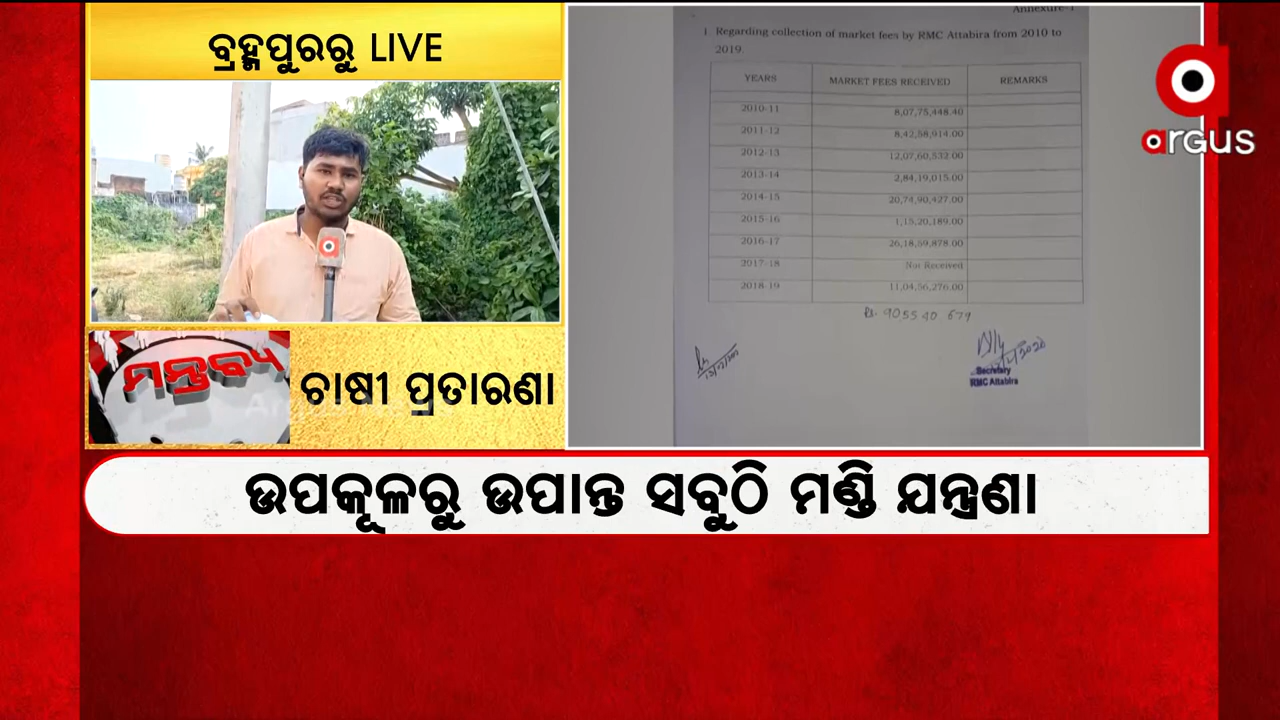 ବ୍ରହ୍ମପୁରରୁ LIVE
ମନ୍ତବ୍ୟ
ଚାଷୀ ପ୍ରତାରଣା
Annexure-1
1. Regarding collection of market fees by RMC Attabira from 2010 to
2019.
YEARS MARKET FEES RECEIVED REMARKS
2010-11 8,07,75,448.40
2011-12 8,42,58,914.00
2012-13 12,07,60,532.00
2013-14 2,84,19,015.00
2014-15 20,74,90,427.00
2015-16 1,15,20,189.00
2016-17 26,18,59,878.00
2017-18 Not Received
2018-19 11,04,56,276.00
Rs. 905540 679
Secretary
RMC Attabira
argus
ଉପକୂଳରୁ ଉପାନ୍ତ ସବୁଠି ମଣ୍ଡି ଯନ୍ତ୍ରଣା